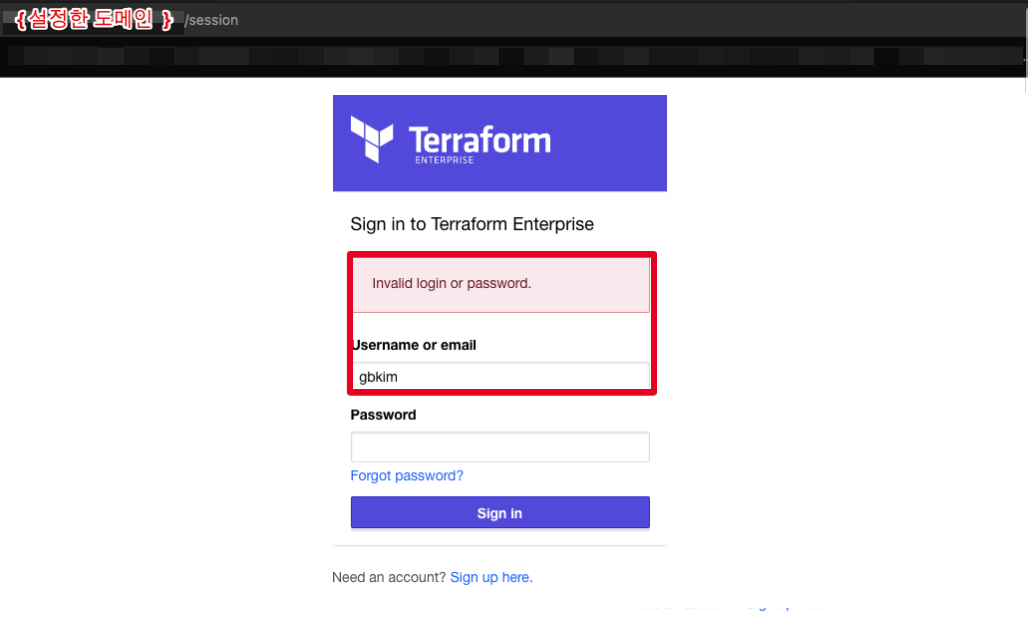 {설정한 도메인 }/session
Terraform
ENTERPRISE
Sign in to Terraform Enterprise
Invalid login or password.
Username or email
gbkim
Password
Forgot password?
Sign in
Need an account? Sign up here.